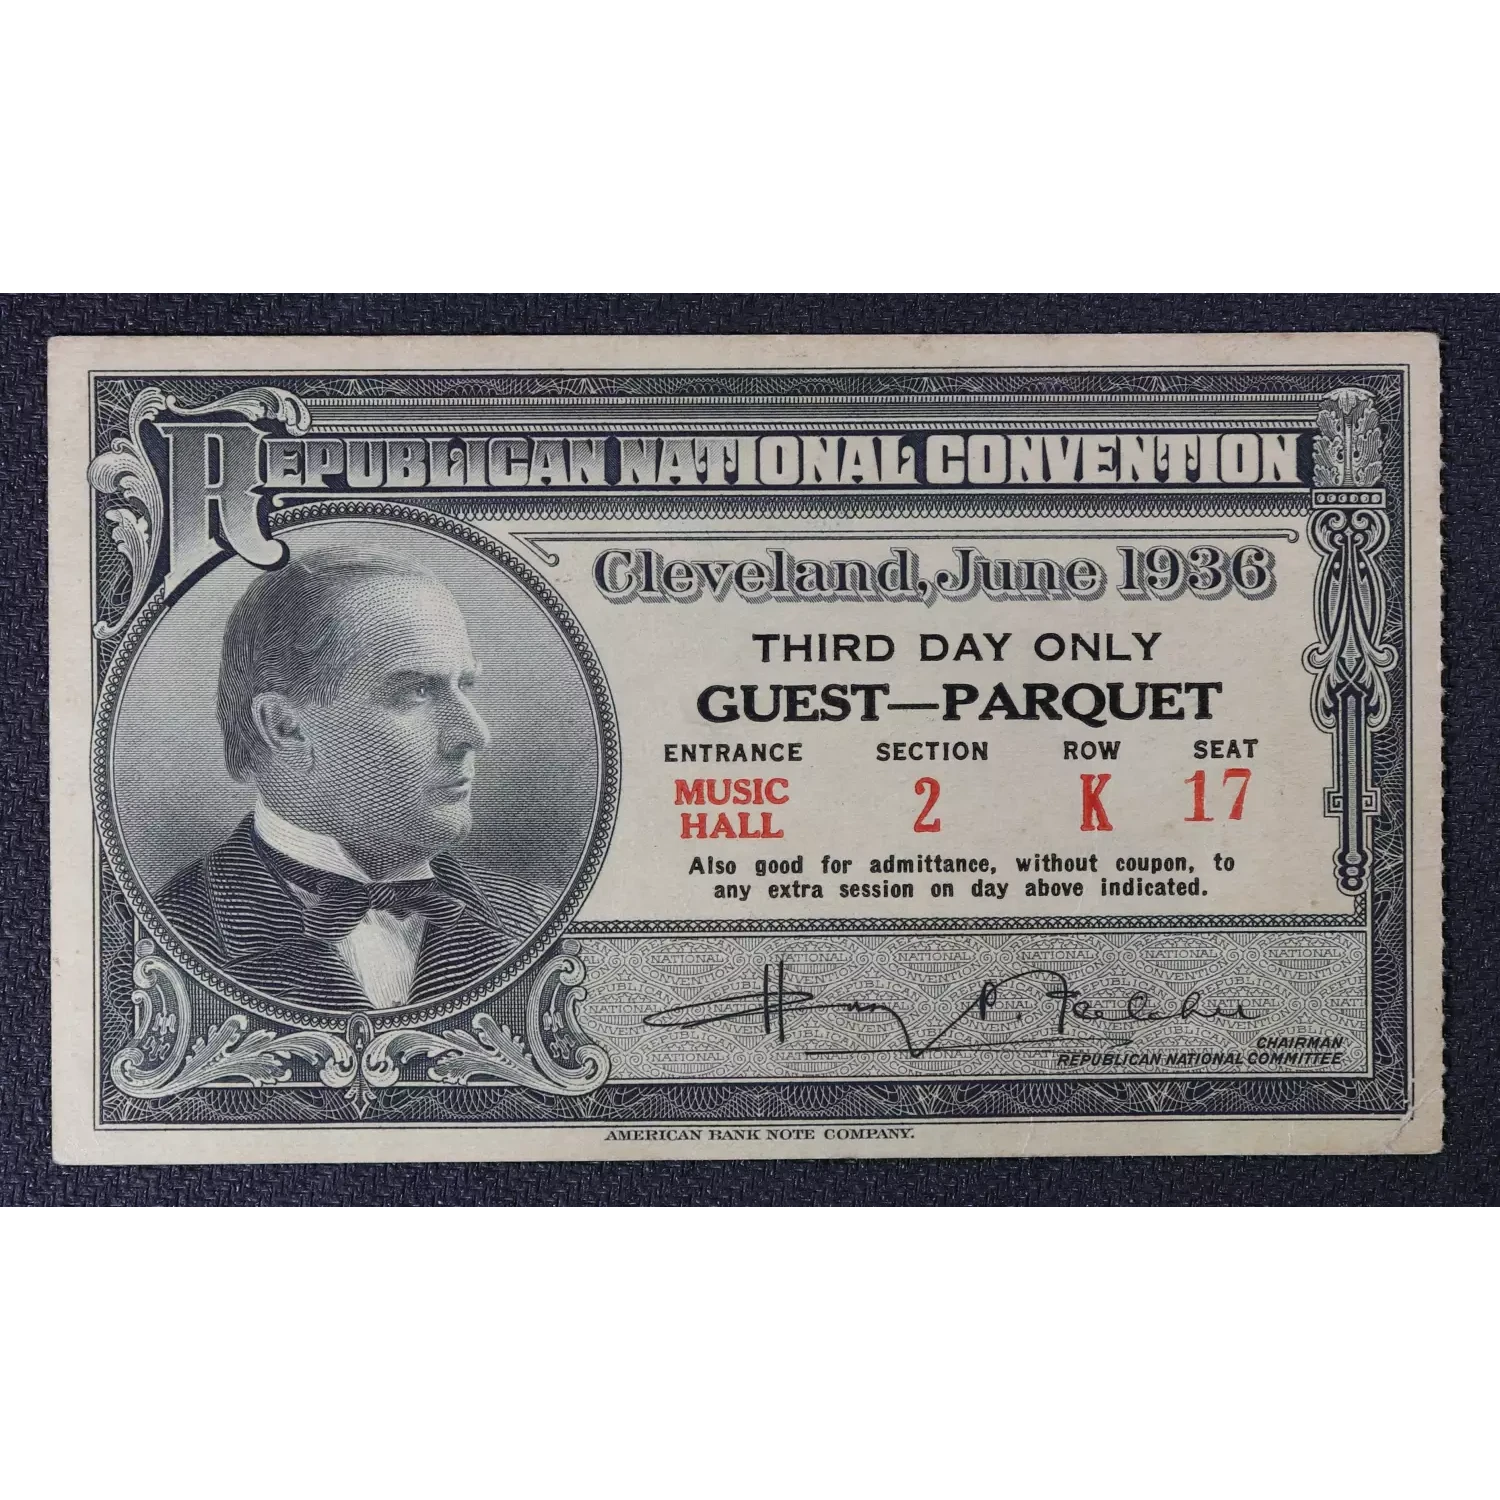 REPUBLICAN NATIONAL CONVENTION
Cleveland, June 1936
THIRD DAY ONLY
GUEST—PARQUET
ENTRANCE SECTION ROW SEAT
MUSIC HALL 2 K 17
Also good for admittance, without coupon, to
any extra session on day above indicated.
Henry P. Fletcher
CHAIRMAN
REPUBLICAN NATIONAL COMMITTEE
AMERICAN BANK NOTE COMPANY.